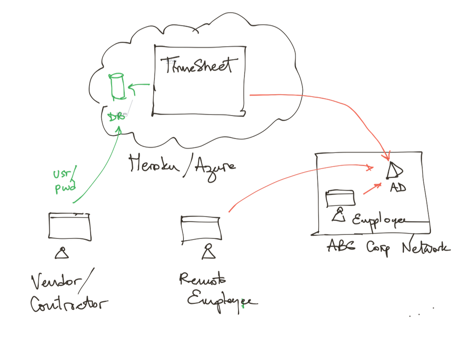 TimeSheet
DB
Heroku/Azure
usr/
pwd
AD
Employee
ABC Corp Network
Vendor/
Contractor
Remote
Employee